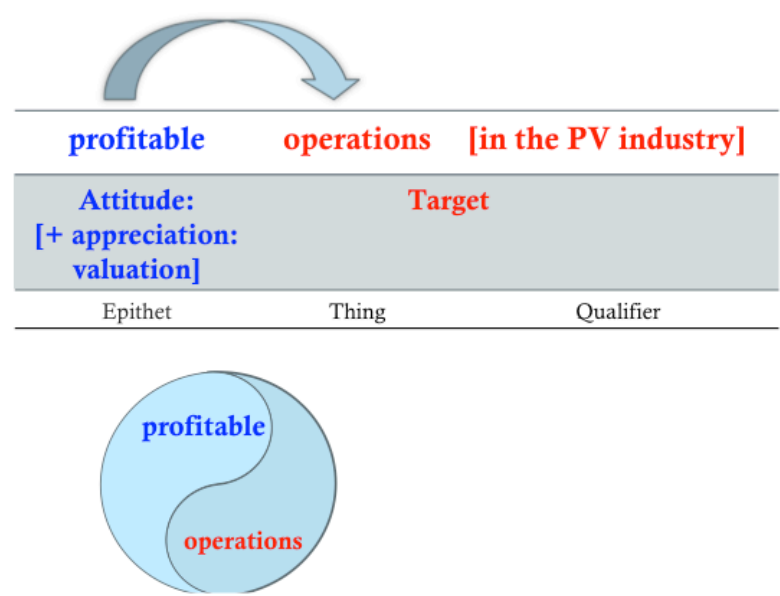 profitable operations [in the PV industry]
Attitude: Target
[+ appreciation:
valuation]
Epithet Thing Qualifier
profitable
operations